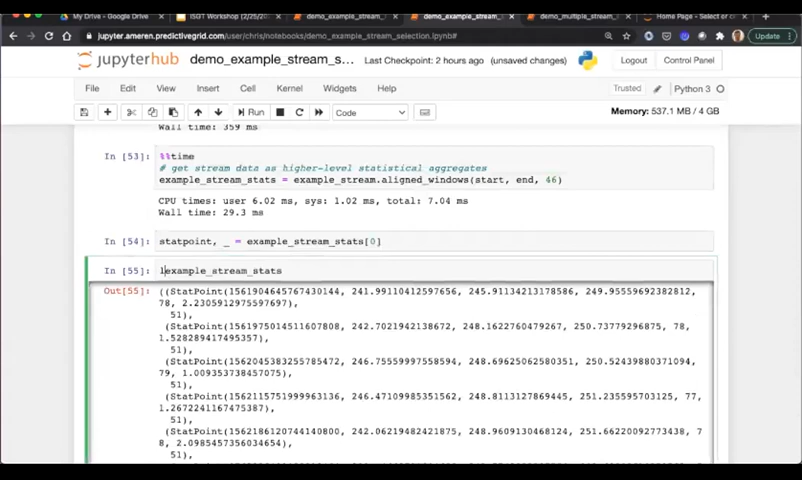 My Drive - Google Drive
ISGT Workshop (2/25/20
demo_example_stream_s
demo_example_stream_s
demo_multiple_stream_s
Home Page - Select or c
jupyter.ameren.predictivegrid.com/user/chris/notebooks/demo_example_stream_selection.ipynb#
Update
jupyterhub demo_example_stream_s... Last Checkpoint: 2 hours ago (unsaved changes)
Logout Control Panel
File Edit View Insert Cell Kernel Widgets Help
Trusted Python 3
Run Code Memory: 537.1 MB / 4 GB
Wall time: 359 ms
In [53]: %%time
# get stream data as higher-level statistical aggregates
example_stream_stats = example_stream.aligned_windows(start, end, 46)
CPU times: user 6.02 ms, sys: 1.02 ms, total: 7.04 ms
Wall time: 29.3 ms
In [54]: statpoint, _ = example_stream_stats[0]
In [55]: lexample_stream_stats
Out[55]: ((StatPoint(1561904645767430144, 241.99110412597656, 245.91134213178586, 249.95559692382812,
78, 2.2305912975597697),
51),
(StatPoint(1561975014511607808, 242.7021942138672, 248.1622760479267, 250.73779296875, 78,
1.528289417495357),
51),
(StatPoint(1562045383255785472, 246.75559997558594, 248.69625062580351, 250.52439880371094,
79, 1.009353738457075),
51),
(StatPoint(1562115751999963136, 246.47109985351562, 248.8113127869445, 251.235595703125, 77,
1.2672241167475387),
51),
(StatPoint(1562186120744140800, 242.06219482421875, 248.9609130468124, 251.66220092773438, 7
8, 2.0985457356034654),
51),